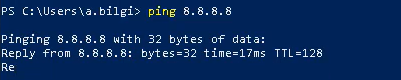 PS C:\Users\a.bilgi> ping 8.8.8.8
Pinging 8.8.8.8 with 32 bytes of data:
Reply from 8.8.8.8: bytes=32 time=17ms TTL=128
Re